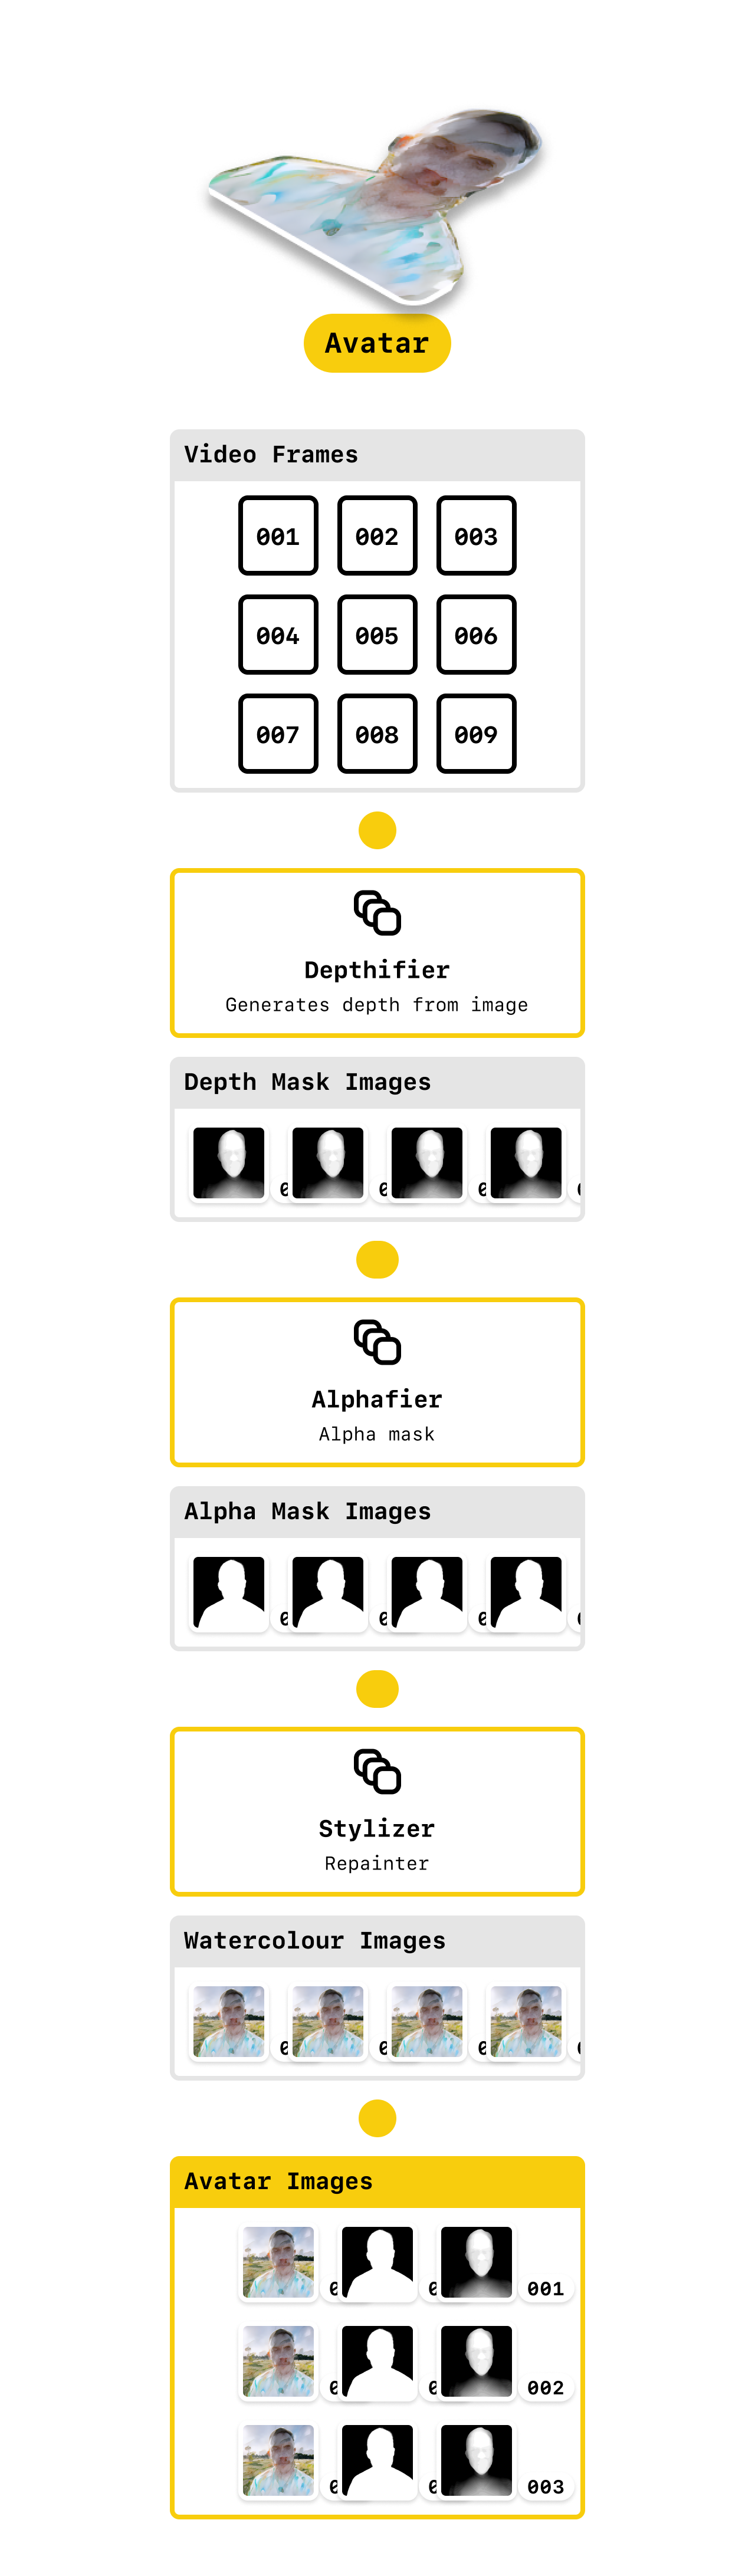 Avatar
Video Frames
001 002 003
004 005 006
007 008 009
Depthifier
Generates depth from image
Depth Mask Images
Alphafier
Alpha mask
Alpha Mask Images
Stylizer
Repainter
Watercolour Images
Avatar Images
001
002
003